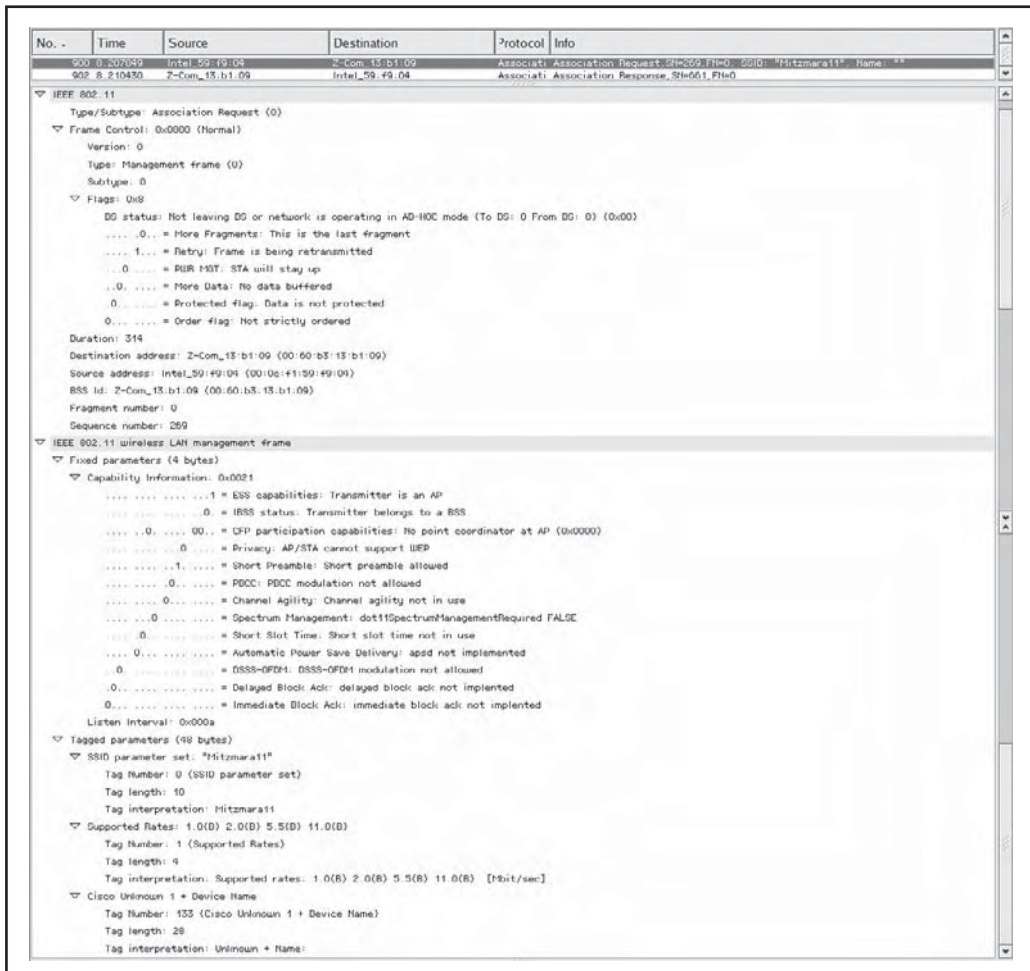 No. - Time Source Destination Protocol Info
900 8.207049 Intel_59:f9:04 Z-Com_13:b1:09 Associati Association Request,SN=269,FN=0, SSID: "Mitzmara11", Name: ""
902 8.210430 Z-Com_13:b1:09 Intel_59:f9:04 Associati Association Response,SN=661,FN=0
IEEE 802.11
Type/Subtype: Association Request (0)
Frame Control: 0x0000 (Normal)
Version: 0
Type: Management frame (0)
Subtype: 0
Flags: 0x8
DS status: Not leaving DS or network is operating in AD-HOC mode (To DS: 0 From DS: 0) (0x00)
.... .0.. = More Fragments: This is the last fragment
.... 1... = Retry: Frame is being retransmitted
...0 .... = PWR MGT: STA will stay up
..0. .... = More Data: No data buffered
.0.. .... = Protected flag: Data is not protected
0... .... = Order flag: Not strictly ordered
Duration: 314
Destination address: Z-Com_13:b1:09 (00:60:b3:13:b1:09)
Source address: Intel_59:f9:04 (00:0c:f1:59:f9:04)
BSS Id: Z-Com_13:b1:09 (00:60:b3:13:b1:09)
Fragment number: 0
Sequence number: 269
IEEE 802.11 wireless LAN management frame
Fixed parameters (4 bytes)
Capability Information: 0x0021
.... .... .... ...1 = ESS capabilities: Transmitter is an AP
.... .... .... ..0. = IBSS status: Transmitter belongs to a BSS
.... ..0. .... 00.. = CFP participation capabilities: No point coordinator at AP (0x0000)
.... .... ...0 .... = Privacy: AP/STA cannot support WEP
.... .... ..1. .... = Short Preamble: Short preamble allowed
.... .... .0.. .... = PBCC: PBCC modulation not allowed
.... .... 0... .... = Channel Agility: Channel agility not in use
.... ...0 .... .... = Spectrum Management: dot11SpectrumManagementRequired FALSE
.... .0.. .... .... = Short Slot Time: Short slot time not in use
.... 0... .... .... = Automatic Power Save Delivery: apsd not implemented
..0. .... .... .... = DSSS-OFDM: DSSS-OFDM modulation not allowed
.0.. .... .... .... = Delayed Block Ack: delayed block ack not implented
0... .... .... .... = Immediate Block Ack: immediate block ack not implented
Listen Interval: 0x000a
Tagged parameters (48 bytes)
SSID parameter set: "Mitzmara11"
Tag Number: 0 (SSID parameter set)
Tag length: 10
Tag interpretation: Mitzmara11
Supported Rates: 1.0(B) 2.0(B) 5.5(B) 11.0(B)
Tag Number: 1 (Supported Rates)
Tag length: 4
Tag interpretation: Supported rates: 1.0(B) 2.0(B) 5.5(B) 11.0(B) [Mbit/sec]
Cisco Unknown 1 + Device Name
Tag Number: 133 (Cisco Unknown 1 + Device Name)
Tag length: 28
Tag interpretation: Unknown + Name: